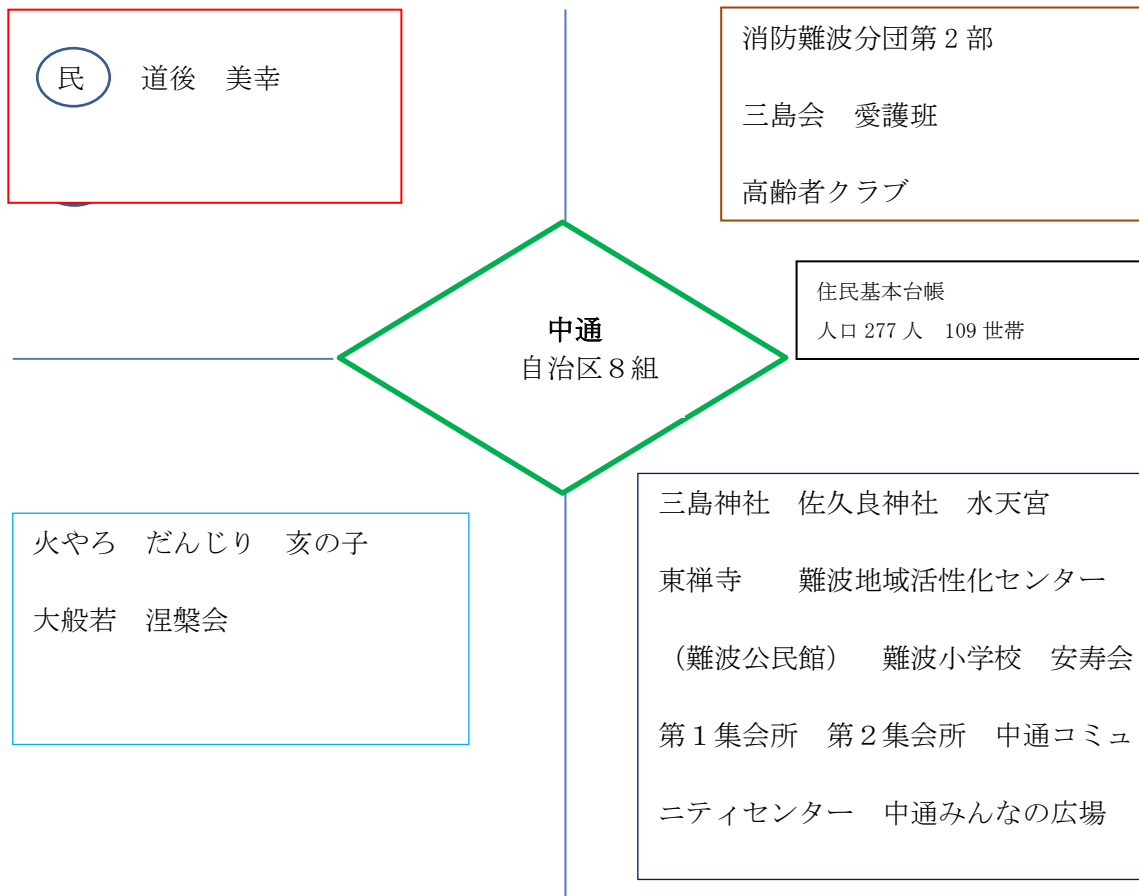 民　道後　美幸
消防難波分団第２部
三島会　愛護班
高齢者クラブ
住民基本台帳
人口 277 人　109 世帯
中通
自治区８組
火やろ　だんじり　亥の子
大般若　涅槃会
三島神社　佐久良神社　水天宮
東禅寺　　難波地域活性化センター
（難波公民館）　難波小学校　安寿会
第１集会所　第２集会所　中通コミュ
ニティセンター　中通みんなの広場